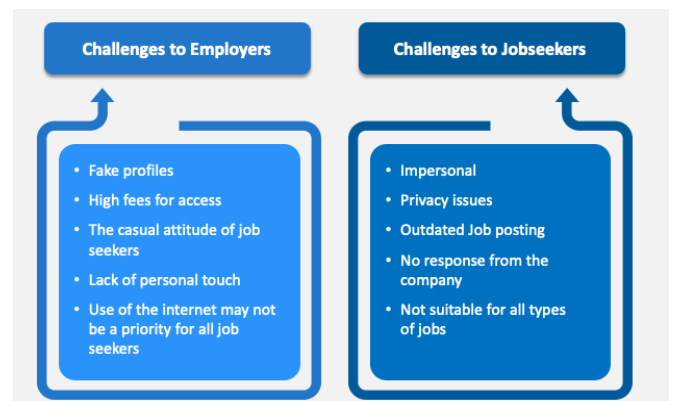 Challenges to Employers
• Fake profiles
• High fees for access
• The casual attitude of job
seekers
• Lack of personal touch
• Use of the internet may not
be a priority for all job
seekers
Challenges to Jobseekers
• Impersonal
• Privacy issues
• Outdated Job posting
• No response from the
company
• Not suitable for all types
of jobs